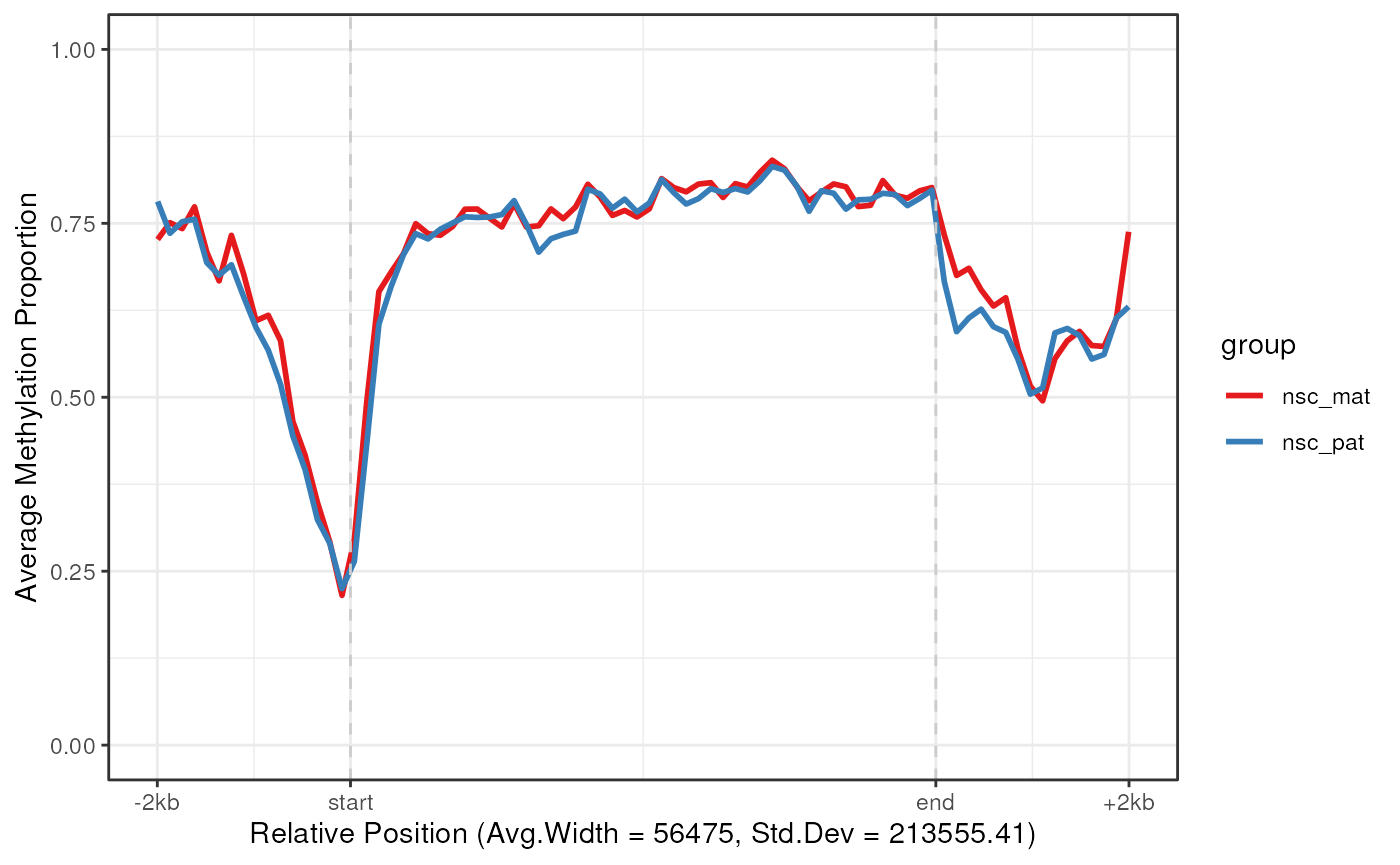 Average Methylation Proportion
1.00
0.75
0.50
0.25
0.00
-2kb
start
end
+2kb
Relative Position (Avg.Width = 56475, Std.Dev = 213555.41)
group
nsc_mat
nsc_pat